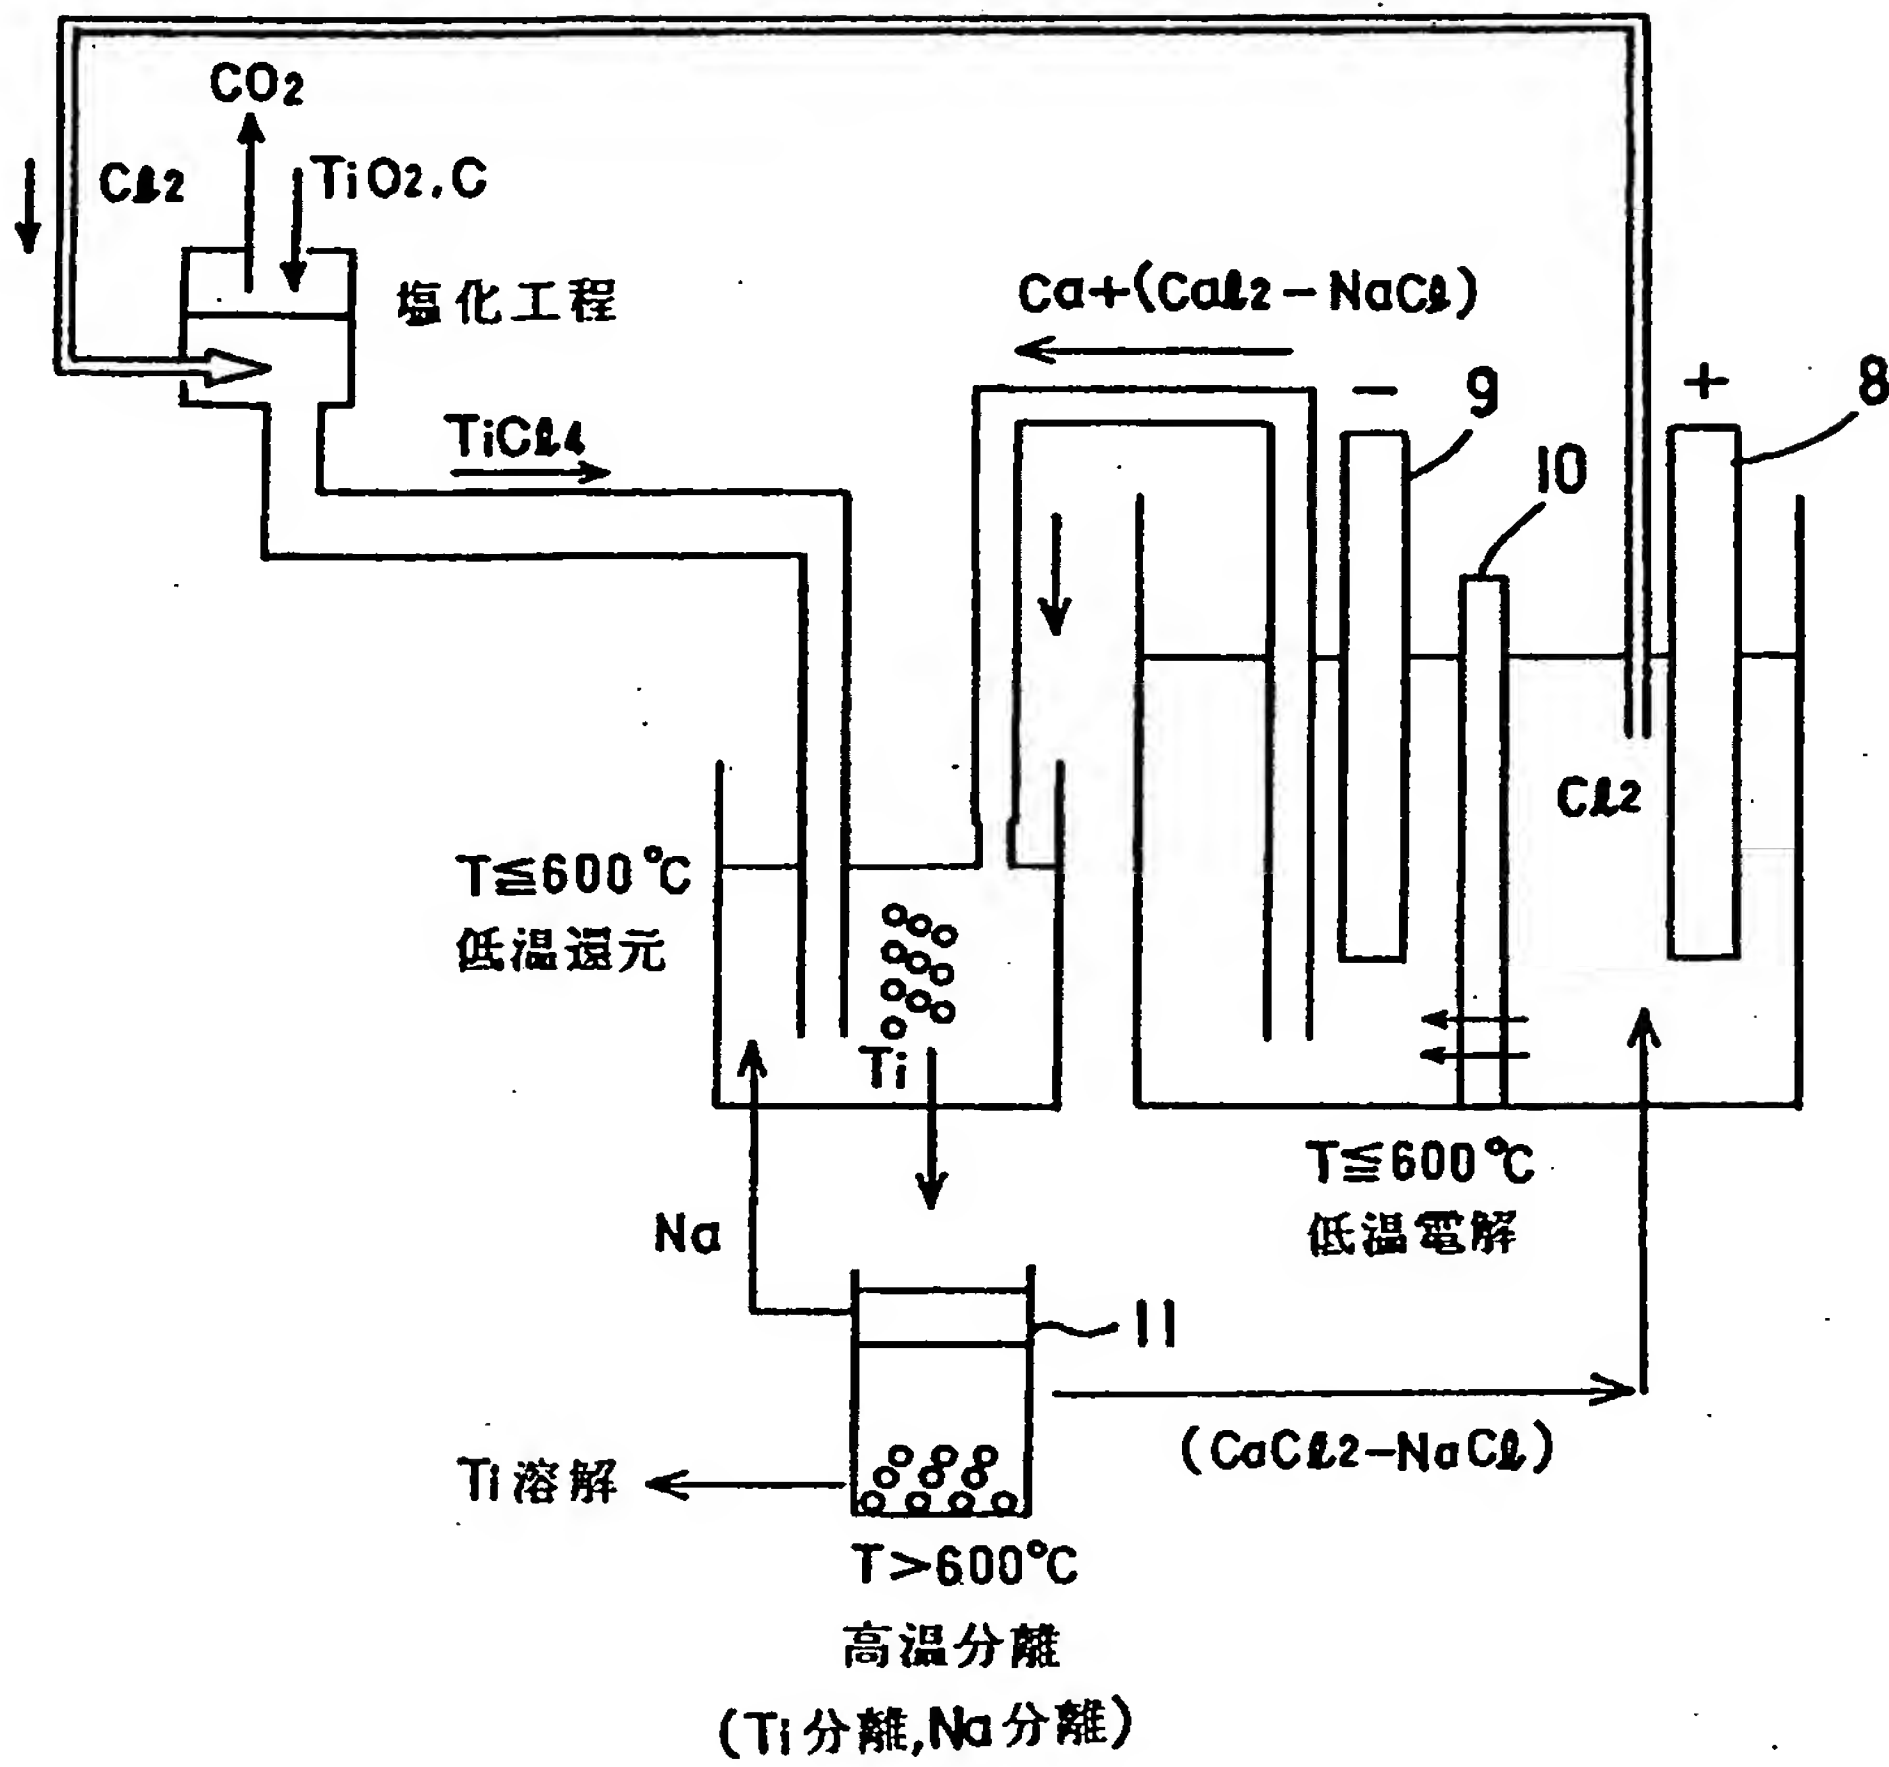 CO2
Cl2
TiO2.C
塩化工程
Ca+(Cal2-NaCl)
-
9
+
8
TiCl4
10
Cl2
T≦600℃
低温還元
Ti
T≦600℃
低温電解
Na
11
(CaCl2-NaCl)
Ti溶解
T>600℃
高温分離
(Ti分離,Na分離)